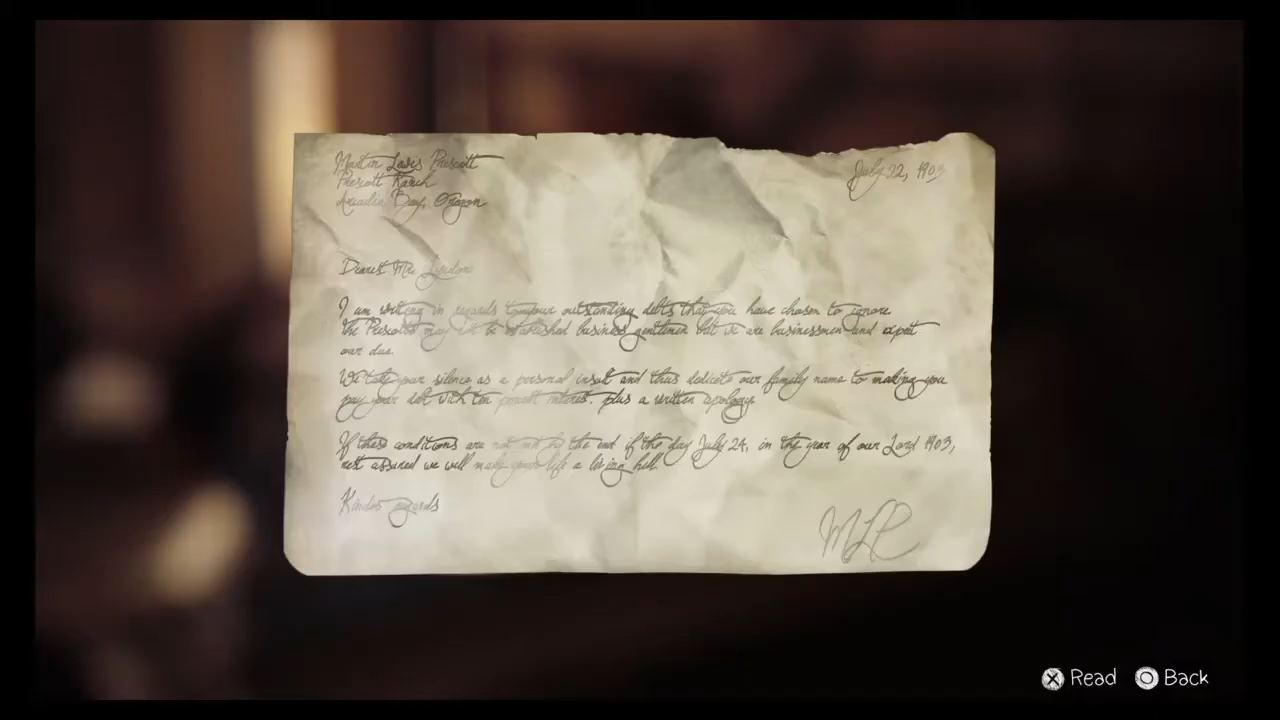 Martin Lewis Prescott
Prescott Ranch
Arcadia Bay, Oregon
July 22, 1903
Dearest Mr.
I am writing in regards to your outstanding debts that you have chosen to ignore.
The Prescotts may not be established business gentlemen but we are businessmen and expect
our due.
We take your silence as a personal insult and thus dedicate our family name to making you
pay your debt with ten percent interest. plus a written apology.
If these conditions are not met by the end if the day July 24, in the year of our Lord 1903,
rest assured we will make your life a living hell.
Kindest regards
MLP
Read
Back